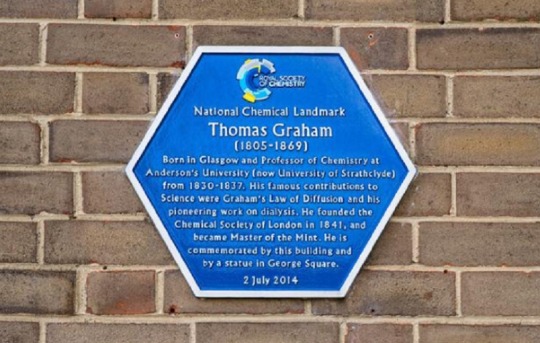 ROYAL SOCIETY
OF CHEMISTRY
National Chemical Landmark
Thomas Graham
(1805-1869)
Born in Glasgow and Professor of Chemistry at
Anderson's University (now University of Strathclyde)
from 1830-1837. His famous contributions to
Science were Graham's Law of Diffusion and his
pioneering work on dialysis. He founded the
Chemical Society of London in 1841, and
became Master of the Mint. He is
commemorated by this building and
by a statue in George Square.
2 July 2014